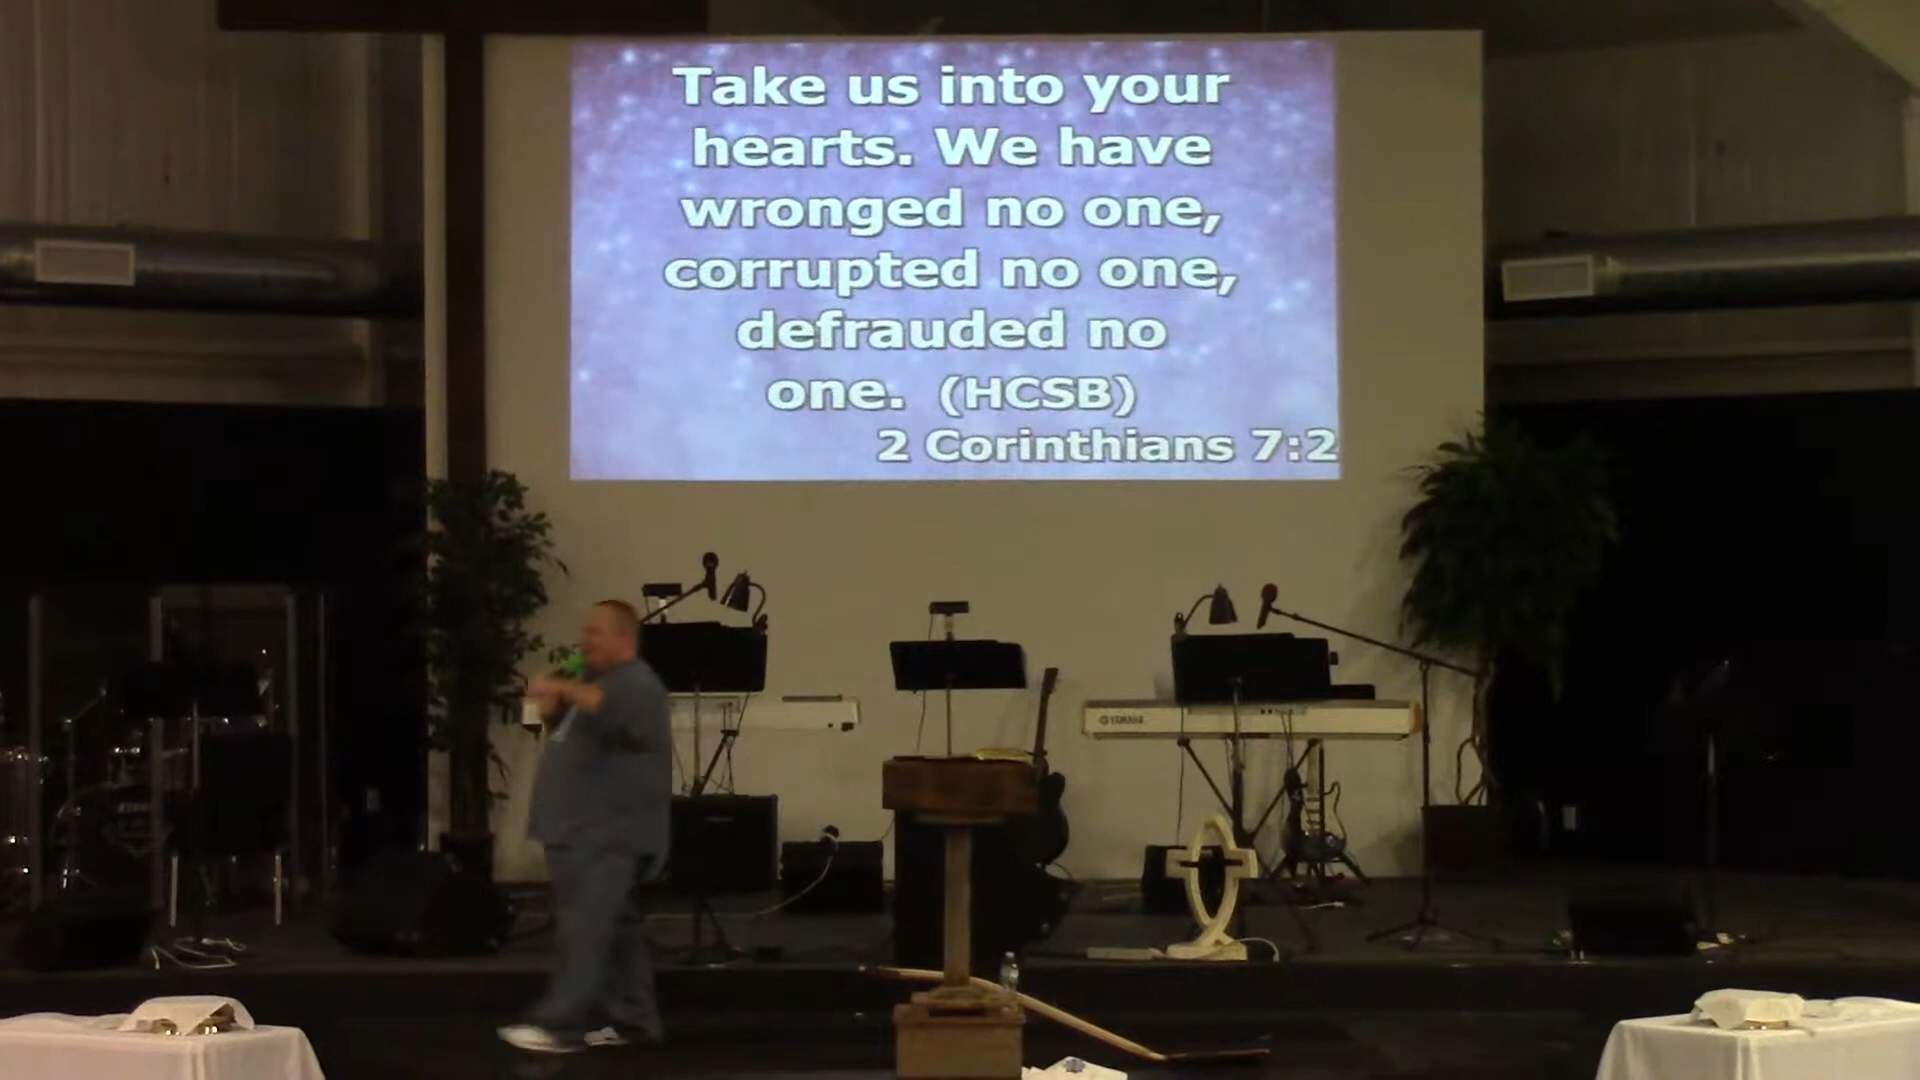 Take us into your
hearts. We have
wronged no one,
corrupted no one,
defrauded no
one. (HCSB)
2 Corinthians 7:2
YAMAHA